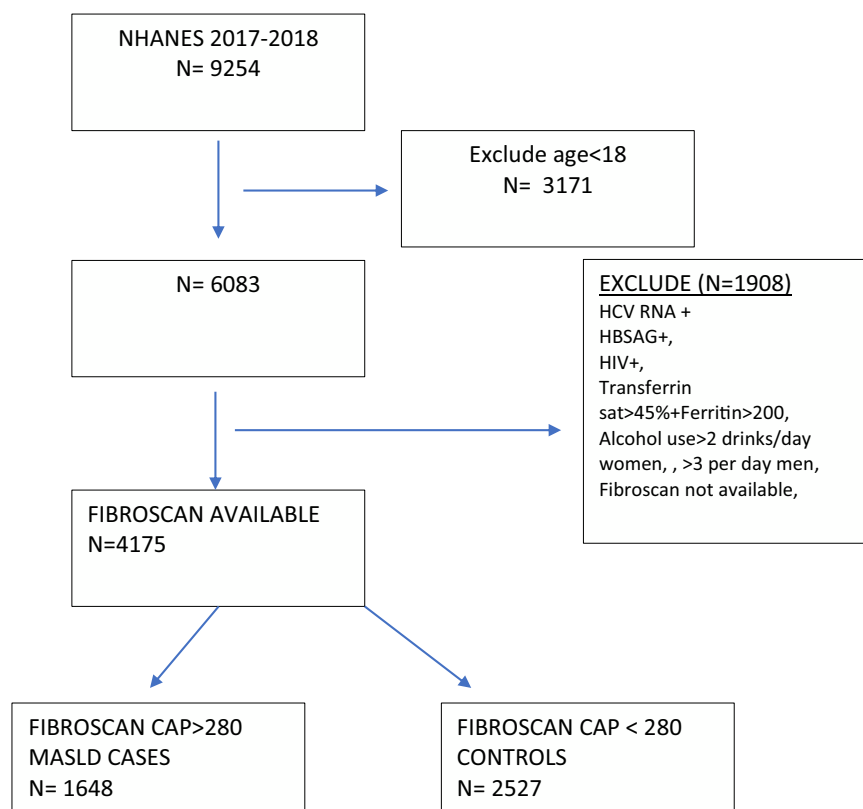 NHANES 2017-2018
N= 9254
Exclude age<18
N=  3171
N= 6083
EXCLUDE (N=1908)
HCV RNA +
HBSAG+,
HIV+,
Transferrin
sat>45%+Ferritin>200,
Alcohol use>2 drinks/day
women, , >3 per day men,
Fibroscan not available,
FIBROSCAN AVAILABLE
N=4175
FIBROSCAN CAP>280
MASLD CASES
N= 1648
FIBROSCAN CAP < 280
CONTROLS
N= 2527